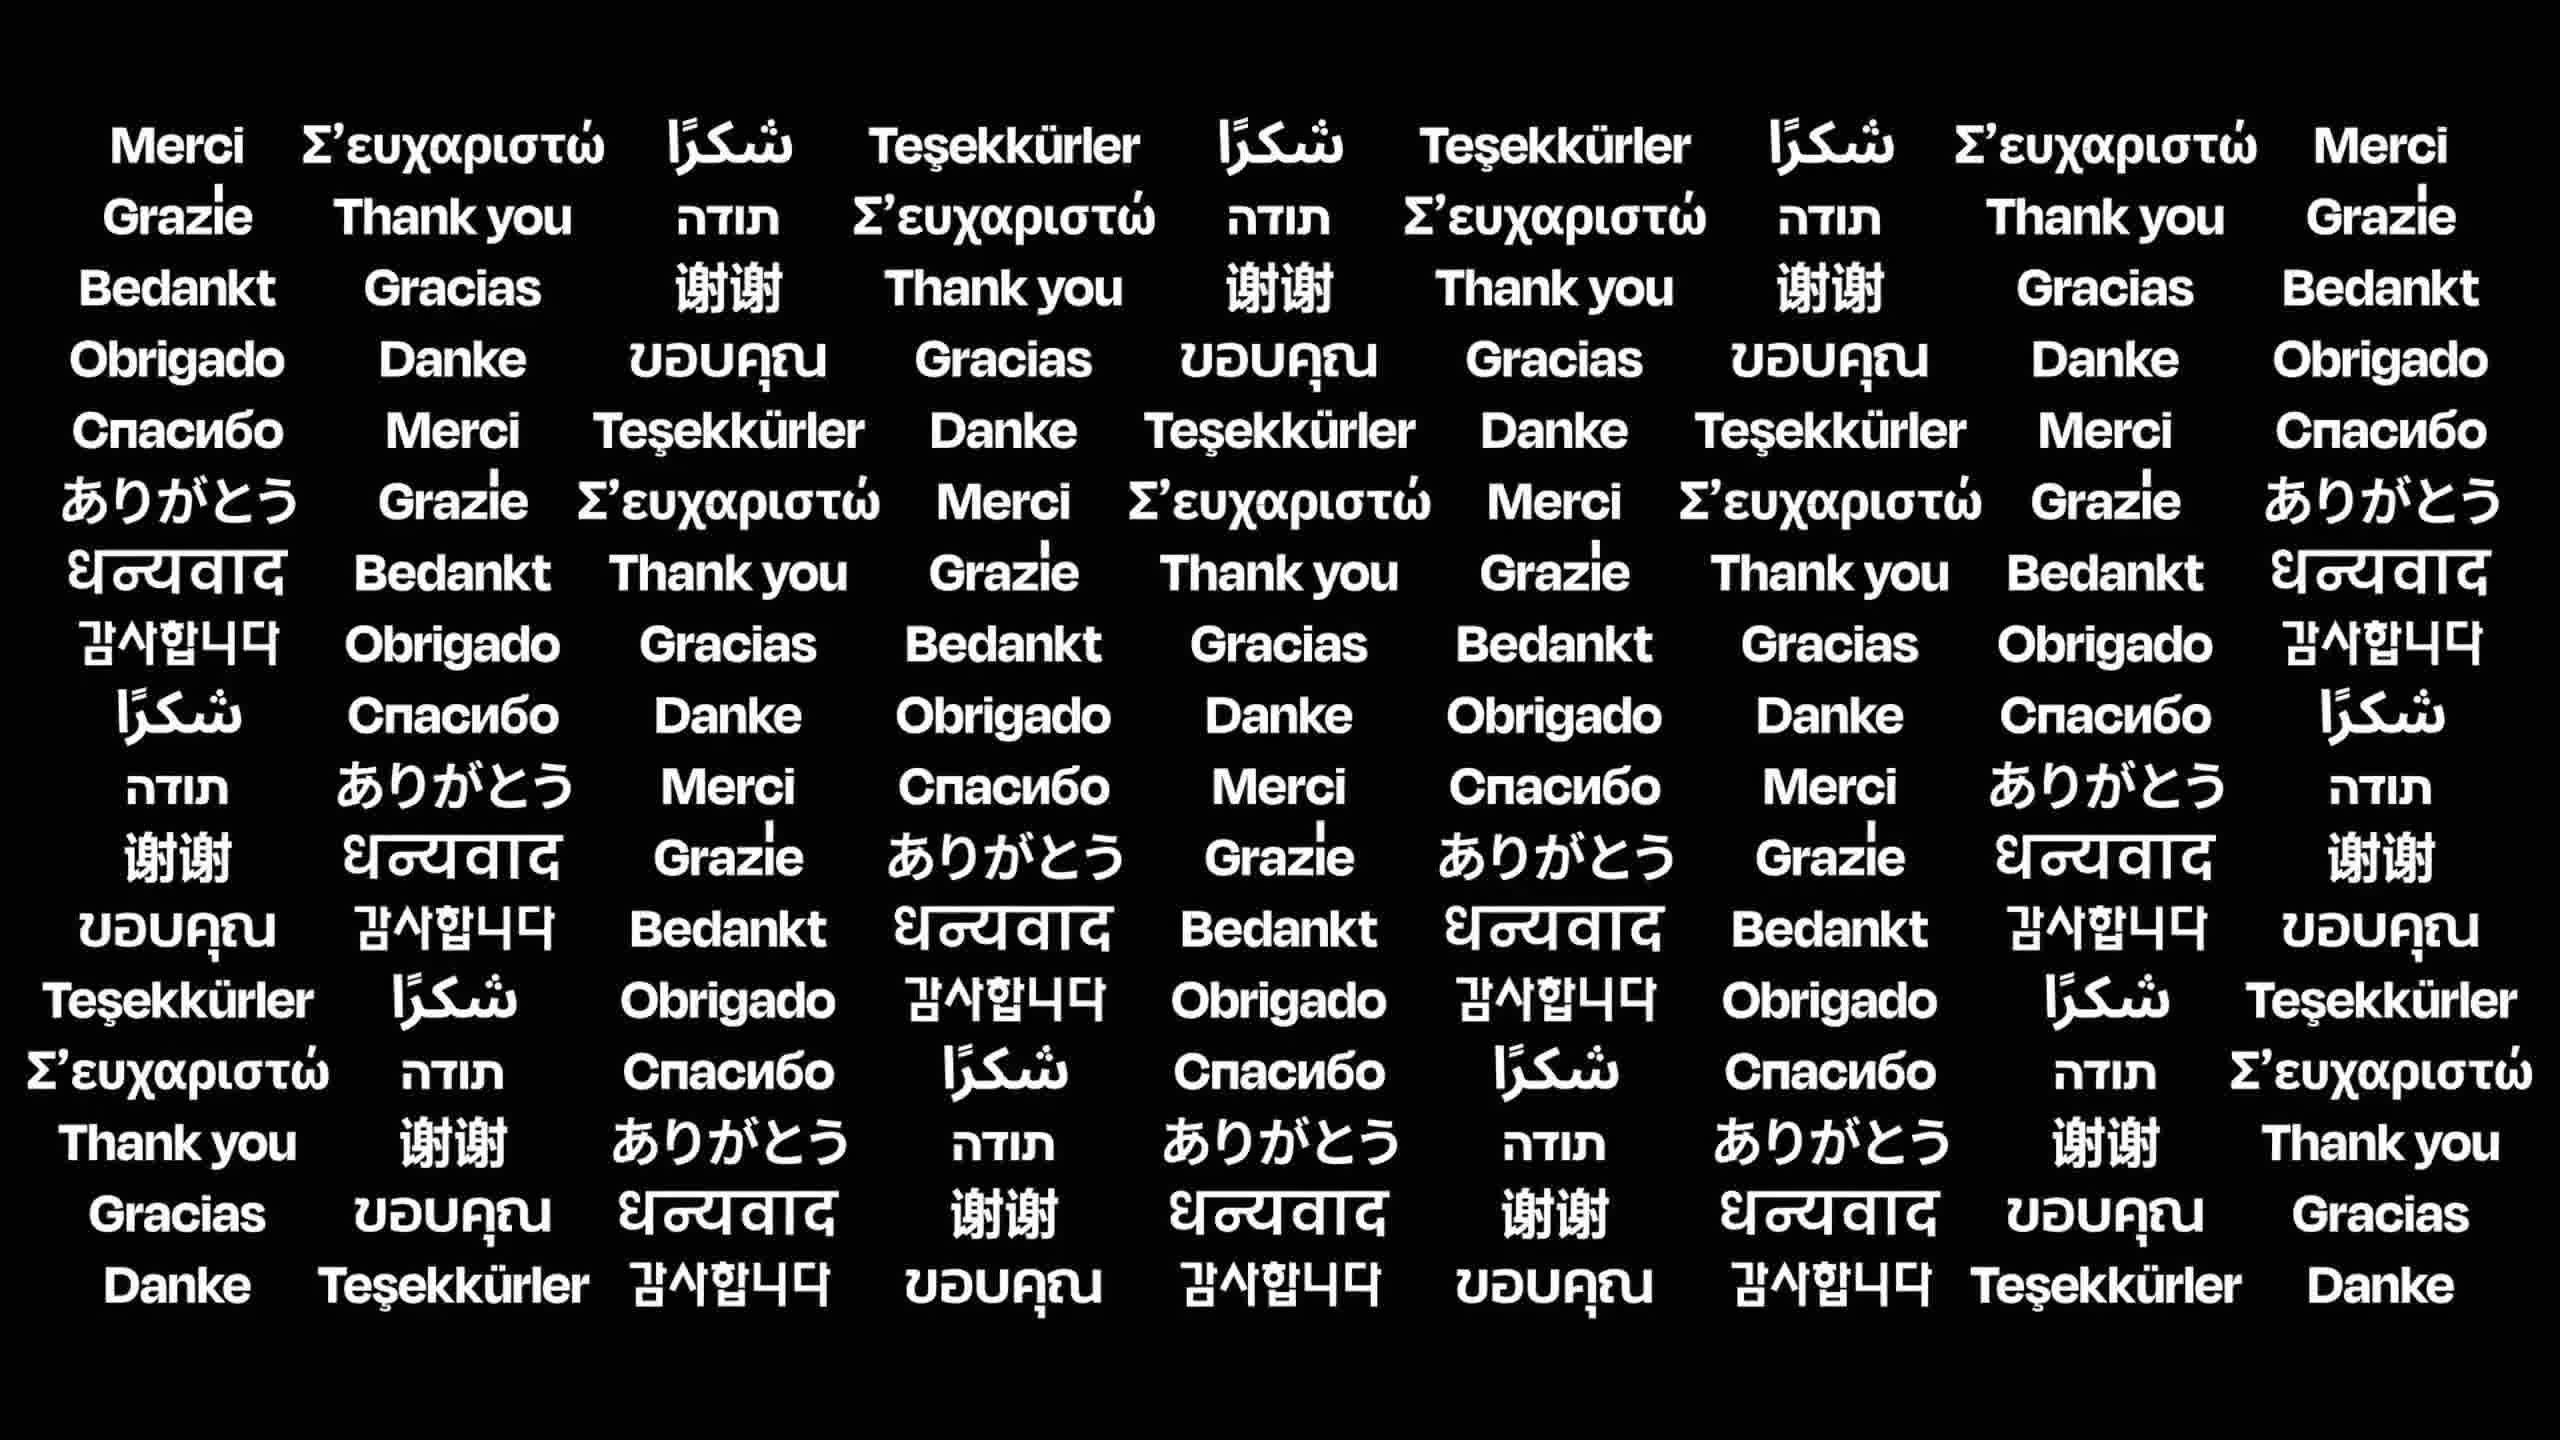 Merci Σ’ευχαριστώ شكرًا Teşekkürler شكرًا Teşekkürler شكرًا Σ’ευχαριστώ Merci
Grazie Thank you תודה Σ’ευχαριστώ תודה Σ’ευχαριστώ תודה Thank you Grazie
Bedankt Gracias 谢谢 Thank you 谢谢 Thank you 谢谢 Gracias Bedankt
Obrigado Danke ขอบคุณ Gracias ขอบคุณ Gracias ขอบคุณ Danke Obrigado
Спасибо Merci Teşekkürler Danke Teşekkürler Danke Teşekkürler Merci Спасибо
ありがとう Grazie Σ’ευχαριστώ Merci Σ’ευχαριστώ Merci Σ’ευχαριστώ Grazie ありがとう
धन्यवाद Bedankt Thank you Grazie Thank you Grazie Thank you Bedankt धन्यवाद
감사합니다 Obrigado Gracias Bedankt Gracias Bedankt Gracias Obrigado 감사합니다
شكرًا Спасибо Danke Obrigado Danke Obrigado Danke Спасибо شكرًا
תודה ありがとう Merci Спасибо Merci Спасибо Merci ありがとう תודה
谢谢 धन्यवाद Grazie ありがとう Grazie ありがとう Grazie धन्यवाद 谢谢
ขอบคุณ 감사합니다 Bedankt धन्यवाद Bedankt धन्यवाद Bedankt 감사합니다 ขอบคุณ
Teşekkürler شكرًا Obrigado 감사합니다 Obrigado 감사합니다 Obrigado شكرًا Teşekkürler
Σ’ευχαριστώ תודה Спасибо شكرًا Спасибо شكرًا Спасибо תודה Σ’ευχαριστώ
Thank you 谢谢 ありがとう תודה ありがとう תודה ありがとう 谢谢 Thank you
Gracias ขอบคุณ धन्यवाद 谢谢 धन्यवाद 谢谢 धन्यवाद ขอบคุณ Gracias
Danke Teşekkürler 감사합니다 ขอบคุณ 감사합니다 ขอบคุณ 감사합니다 Teşekkürler Danke